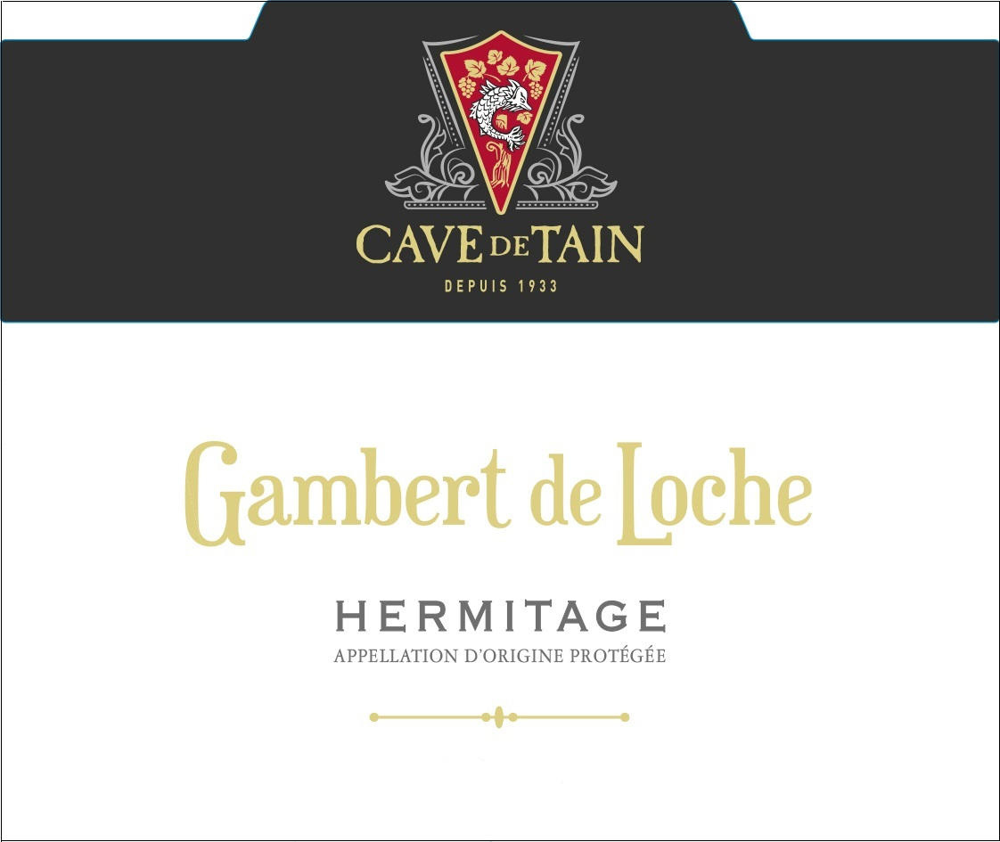 CAVE DE TAIN
DEPUIS 1933
Gambert de Loche
HERMITAGE
APPELLATION D'ORIGINE PROTÉGÉE